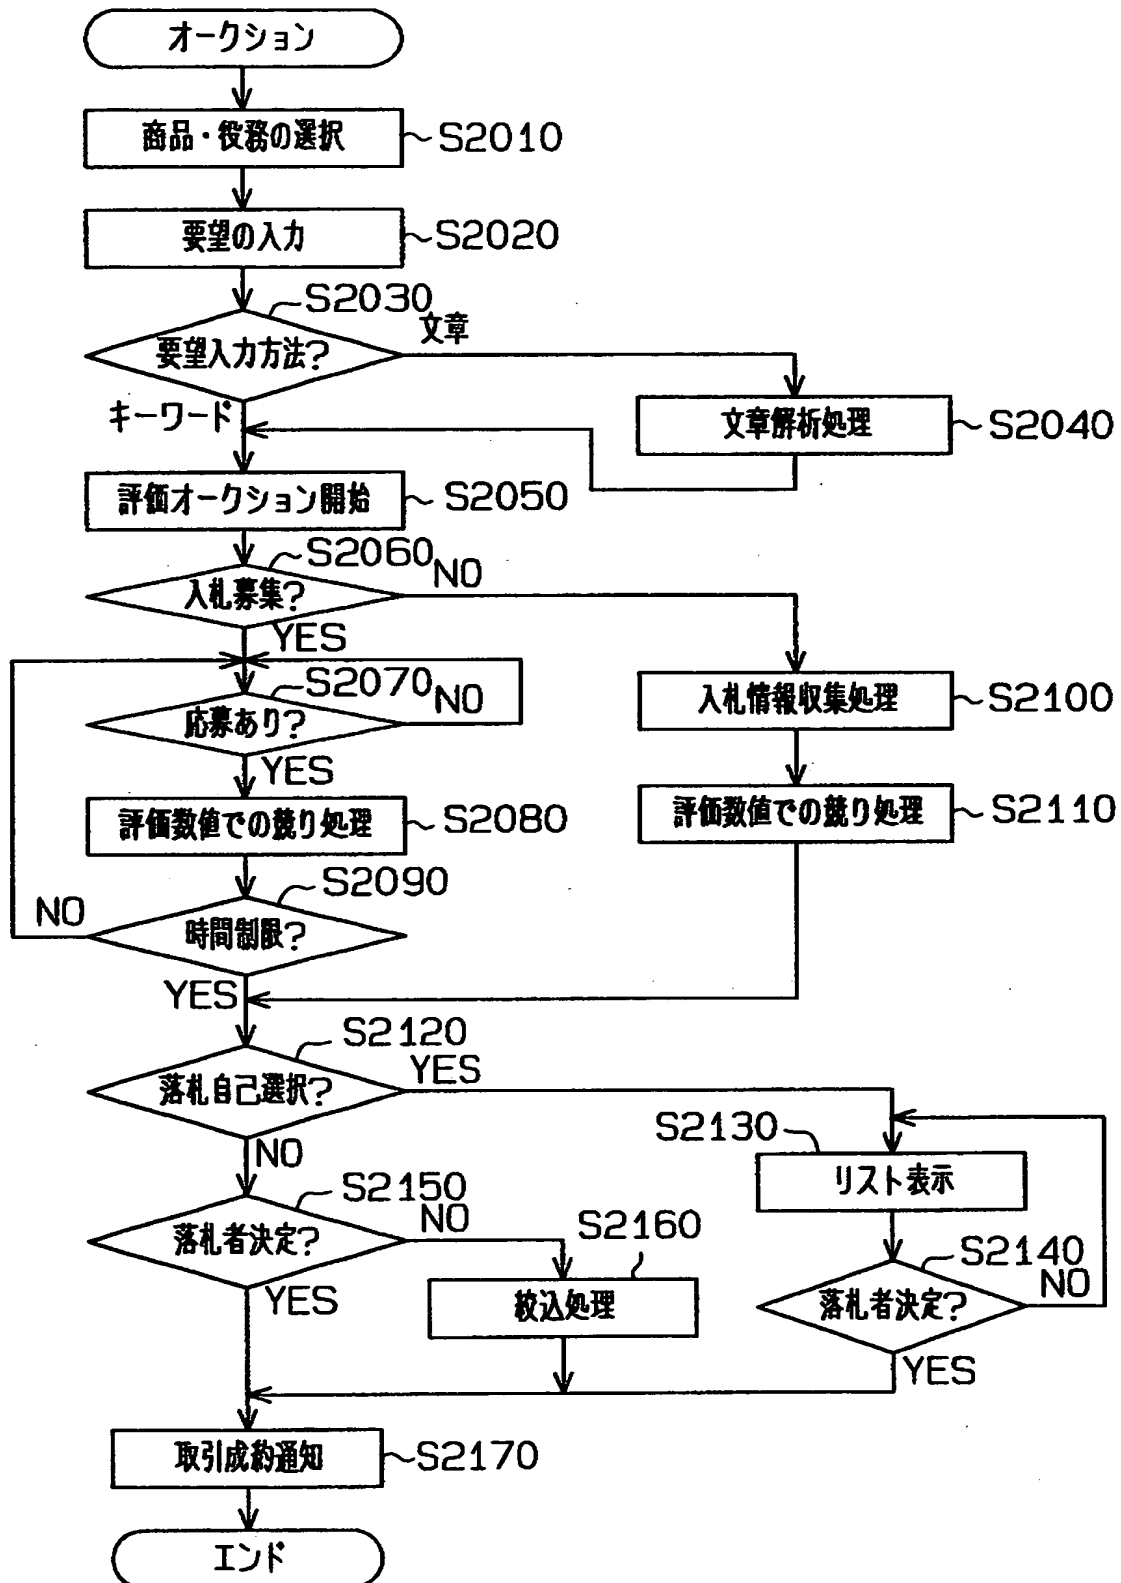 オークション
商品・役務の選択
S2010
要望の入力
S2020
S2030
要望入力方法?
文章
キーワード
文章解析処理
S2040
評価オークション開始
S2050
S2060
入札募集?
NO
YES
S2070
応募あり?
NO
YES
入札情報収集処理
S2100
評価数値での競り処理
S2080
評価数値での競り処理
S2110
S2090
時間制限?
NO
YES
S2120
落札自己選択?
YES
NO
S2130
リスト表示
S2140
落札者決定?
NO
YES
S2150
落札者決定?
NO
YES
S2160
絞込処理
取引成約通知
S2170
エンド